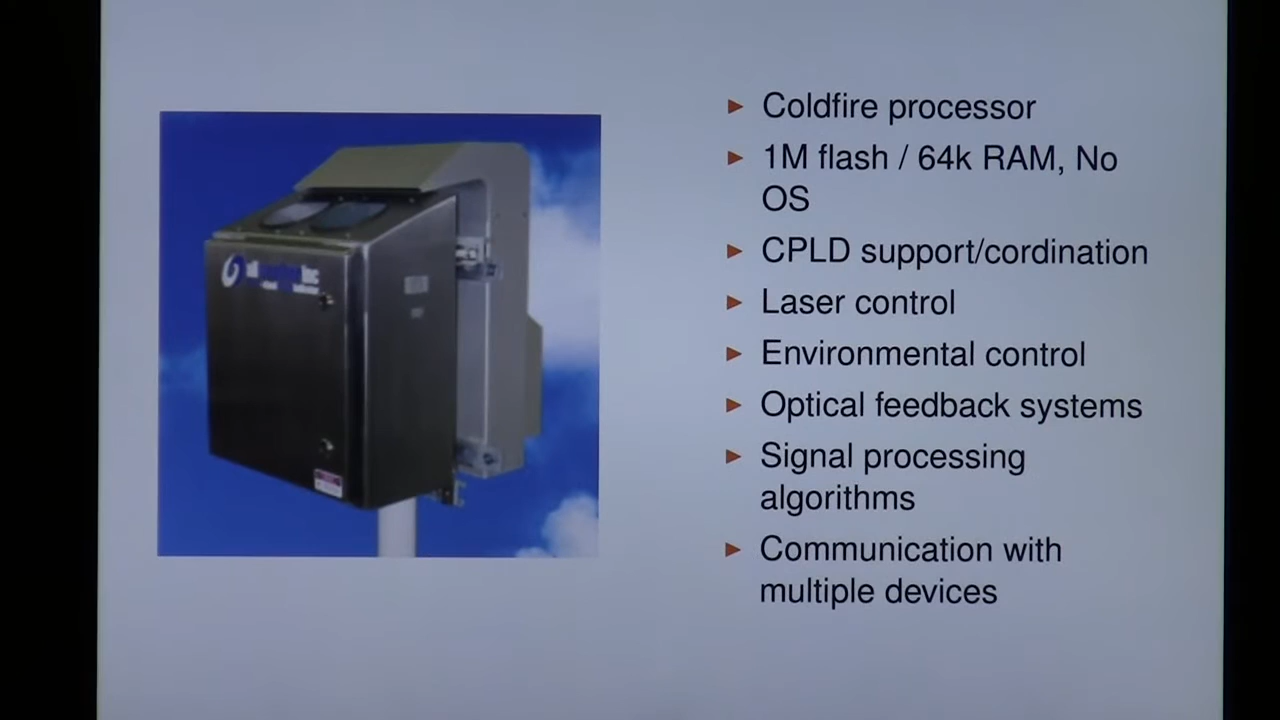 Coldfire processor
1M flash / 64k RAM, No
OS
CPLD support/cordination
Laser control
Environmental control
Optical feedback systems
Signal processing
algorithms
Communication with
multiple devices